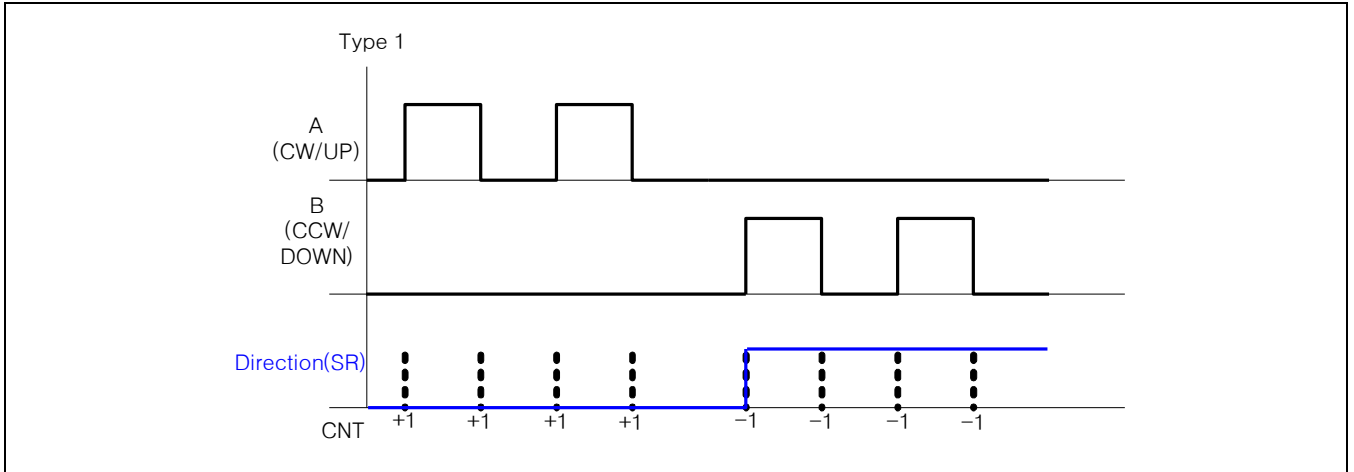 Type 1
A
(CW/UP)
B
(CCW/
DOWN)
Direction(SR)
CNT
+1 +1 +1 +1 −1 −1 −1 −1